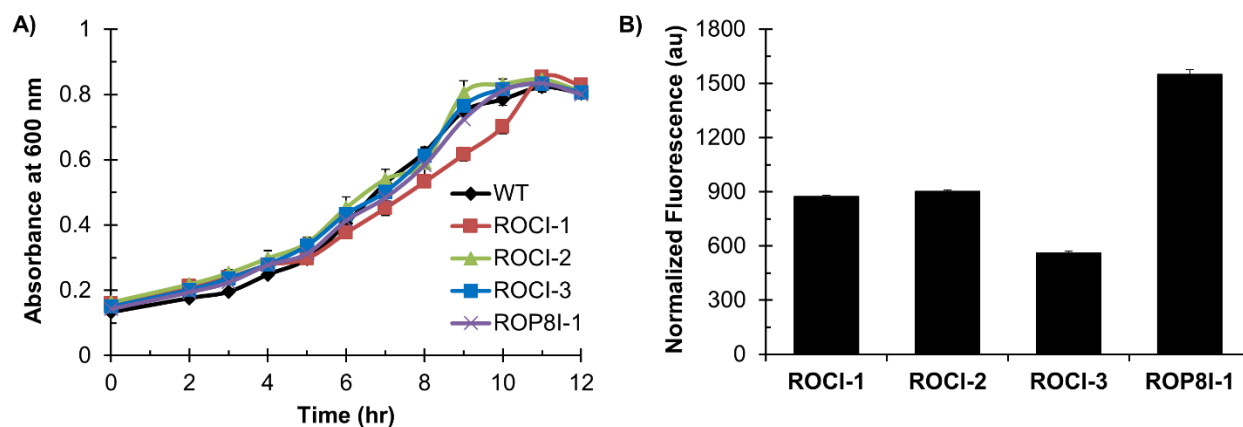 A)
Absorbance at 600 nm
1
0.8
0.6
0.4
0.2
0
0 2 4 6 8 10 12
Time (hr)
WT
ROCI-1
ROCI-2
ROCI-3
ROP8I-1
B)
Normalized Fluorescence (au)
1800
1500
1200
900
600
300
0
ROCI-1 ROCI-2 ROCI-3 ROP8I-1